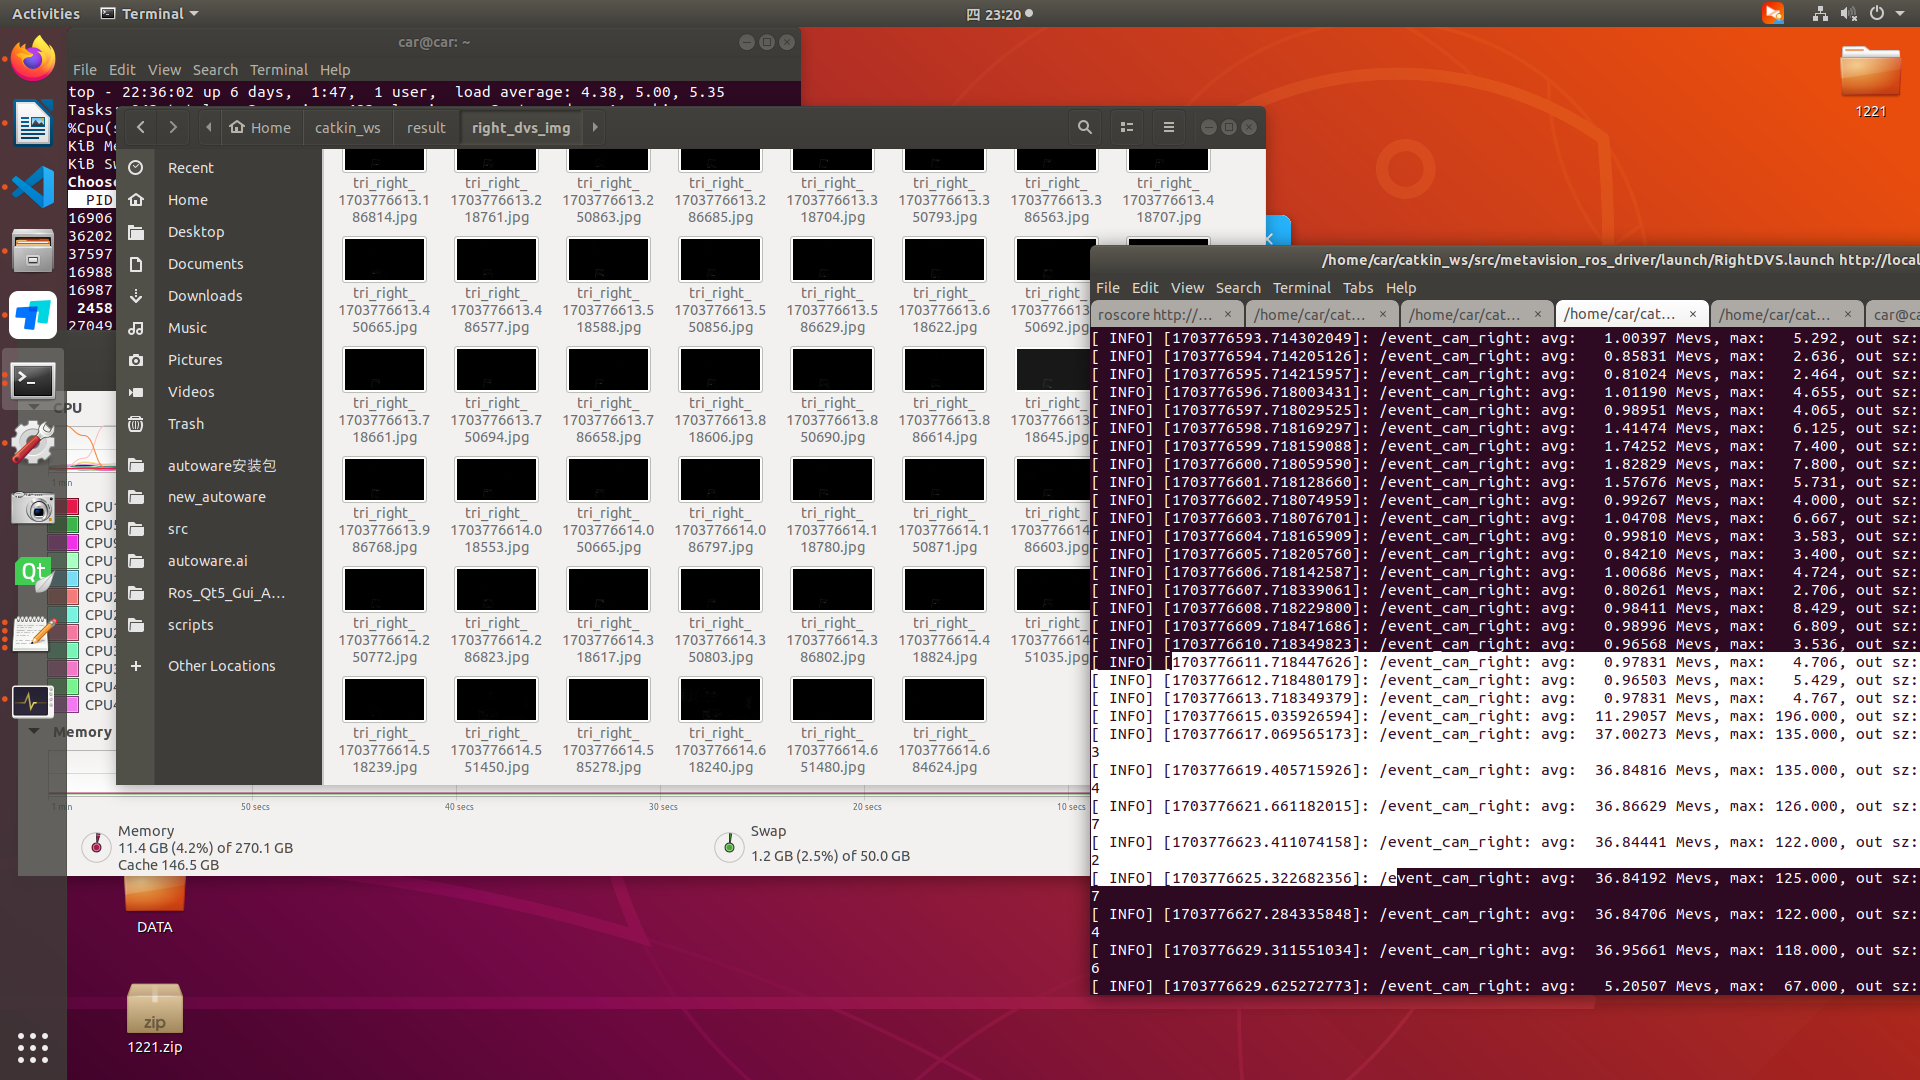 Activities
Terminal
四 23:20
car@car: ~
File Edit View Search Terminal Help
top - 22:36:02 up 6 days,  1:47,  1 user,  load average: 4.38, 5.00, 5.35
Tasks:
%Cpu(s
KiB Me
KiB Sw
Choose
PID
16906
36202
37597
16988
16987
2458
27049
Home
catkin_ws
result
right_dvs_img
Recent
Home
Desktop
Documents
Downloads
Music
Pictures
Videos
Trash
autoware安装包
new_autoware
src
autoware.ai
Ros_Qt5_Gui_A...
scripts
Other Locations
tri_right_1703776613.186814.jpg
tri_right_1703776613.218761.jpg
tri_right_1703776613.250863.jpg
tri_right_1703776613.286685.jpg
tri_right_1703776613.318704.jpg
tri_right_1703776613.350793.jpg
tri_right_1703776613.386563.jpg
tri_right_1703776613.418707.jpg
tri_right_1703776613.450665.jpg
tri_right_1703776613.486577.jpg
tri_right_1703776613.518588.jpg
tri_right_1703776613.550856.jpg
tri_right_1703776613.586629.jpg
tri_right_1703776613.618622.jpg
tri_right_1703776613.650692.jpg
tri_right_1703776613.718661.jpg
tri_right_1703776613.750694.jpg
tri_right_1703776613.786658.jpg
tri_right_1703776613.818606.jpg
tri_right_1703776613.850690.jpg
tri_right_1703776613.886614.jpg
tri_right_1703776613.918645.jpg
tri_right_1703776613.986768.jpg
tri_right_1703776614.018553.jpg
tri_right_1703776614.050665.jpg
tri_right_1703776614.086797.jpg
tri_right_1703776614.118780.jpg
tri_right_1703776614.150871.jpg
tri_right_1703776614.186603.jpg
tri_right_1703776614.250772.jpg
tri_right_1703776614.286823.jpg
tri_right_1703776614.318617.jpg
tri_right_1703776614.350803.jpg
tri_right_1703776614.386802.jpg
tri_right_1703776614.418824.jpg
tri_right_1703776614.451035.jpg
tri_right_1703776614.518239.jpg
tri_right_1703776614.551450.jpg
tri_right_1703776614.585278.jpg
tri_right_1703776614.618240.jpg
tri_right_1703776614.651480.jpg
tri_right_1703776614.684624.jpg
/home/car/catkin_ws/src/metavision_ros_driver/launch/RightDVS.launch http://local
File Edit View Search Terminal Tabs Help
roscore http://...
/home/car/cat...
/home/car/cat...
/home/car/cat...
/home/car/cat...
car@ca
[ INFO] [1703776593.714302049]: /event_cam_right: avg:   1.00397 Mevs, max:   5.292, out sz:
[ INFO] [1703776594.714205126]: /event_cam_right: avg:   0.85831 Mevs, max:   2.636, out sz:
[ INFO] [1703776595.714215957]: /event_cam_right: avg:   0.81024 Mevs, max:   2.464, out sz:
[ INFO] [1703776596.718003431]: /event_cam_right: avg:   1.01190 Mevs, max:   4.655, out sz:
[ INFO] [1703776597.718029525]: /event_cam_right: avg:   0.98951 Mevs, max:   4.065, out sz:
[ INFO] [1703776598.718169297]: /event_cam_right: avg:   1.41474 Mevs, max:   6.125, out sz:
[ INFO] [1703776599.718159088]: /event_cam_right: avg:   1.74252 Mevs, max:   7.400, out sz:
[ INFO] [1703776600.718059590]: /event_cam_right: avg:   1.82829 Mevs, max:   7.800, out sz:
[ INFO] [1703776601.718128660]: /event_cam_right: avg:   1.57676 Mevs, max:   5.731, out sz:
[ INFO] [1703776602.718074959]: /event_cam_right: avg:   0.99267 Mevs, max:   4.000, out sz:
[ INFO] [1703776603.718076701]: /event_cam_right: avg:   1.04708 Mevs, max:   6.667, out sz:
[ INFO] [1703776604.718165909]: /event_cam_right: avg:   0.99810 Mevs, max:   3.583, out sz:
[ INFO] [1703776605.718205760]: /event_cam_right: avg:   0.84210 Mevs, max:   3.400, out sz:
[ INFO] [1703776606.718142587]: /event_cam_right: avg:   1.00686 Mevs, max:   4.724, out sz:
[ INFO] [1703776607.718339061]: /event_cam_right: avg:   0.80261 Mevs, max:   2.706, out sz:
[ INFO] [1703776608.718229800]: /event_cam_right: avg:   0.98411 Mevs, max:   8.429, out sz:
[ INFO] [1703776609.718471686]: /event_cam_right: avg:   0.98996 Mevs, max:   6.809, out sz:
[ INFO] [1703776610.718349823]: /event_cam_right: avg:   0.96568 Mevs, max:   3.536, out sz:
[ INFO] [1703776611.718447626]: /event_cam_right: avg:   0.97831 Mevs, max:   4.706, out sz:
[ INFO] [1703776612.718480179]: /event_cam_right: avg:   0.96503 Mevs, max:   5.429, out sz:
[ INFO] [1703776613.718349379]: /event_cam_right: avg:   0.97831 Mevs, max:   4.767, out sz:
[ INFO] [1703776615.035926594]: /event_cam_right: avg:  11.29057 Mevs, max: 196.000, out sz:
[ INFO] [1703776617.069565173]: /event_cam_right: avg:  37.00273 Mevs, max: 135.000, out sz:
3
[ INFO] [1703776619.405715926]: /event_cam_right: avg:  36.84816 Mevs, max: 135.000, out sz:
4
[ INFO] [1703776621.661182015]: /event_cam_right: avg:  36.86629 Mevs, max: 126.000, out sz:
7
[ INFO] [1703776623.411074158]: /event_cam_right: avg:  36.84441 Mevs, max: 122.000, out sz:
2
[ INFO] [1703776625.322682356]: /event_cam_right: avg:  36.84192 Mevs, max: 125.000, out sz:
7
[ INFO] [1703776627.284335848]: /event_cam_right: avg:  36.84706 Mevs, max: 122.000, out sz:
4
[ INFO] [1703776629.311551034]: /event_cam_right: avg:  36.95661 Mevs, max: 118.000, out sz:
6
[ INFO] [1703776629.625272773]: /event_cam_right: avg:   5.20507 Mevs, max:  67.000, out sz:
CPU
1 min
CPU
CPU5
CPU9
CPU1
CPU1
CPU2
CPU2
CPU2
CPU3
CPU3
CPU4
CPU4
Memory
1 min
50 secs
40 secs
30 secs
20 secs
10 secs
Memory
11.4 GB (4.2%) of 270.1 GB
Cache 146.5 GB
Swap
1.2 GB (2.5%) of 50.0 GB
1221
DATA
zip
1221.zip
Qt